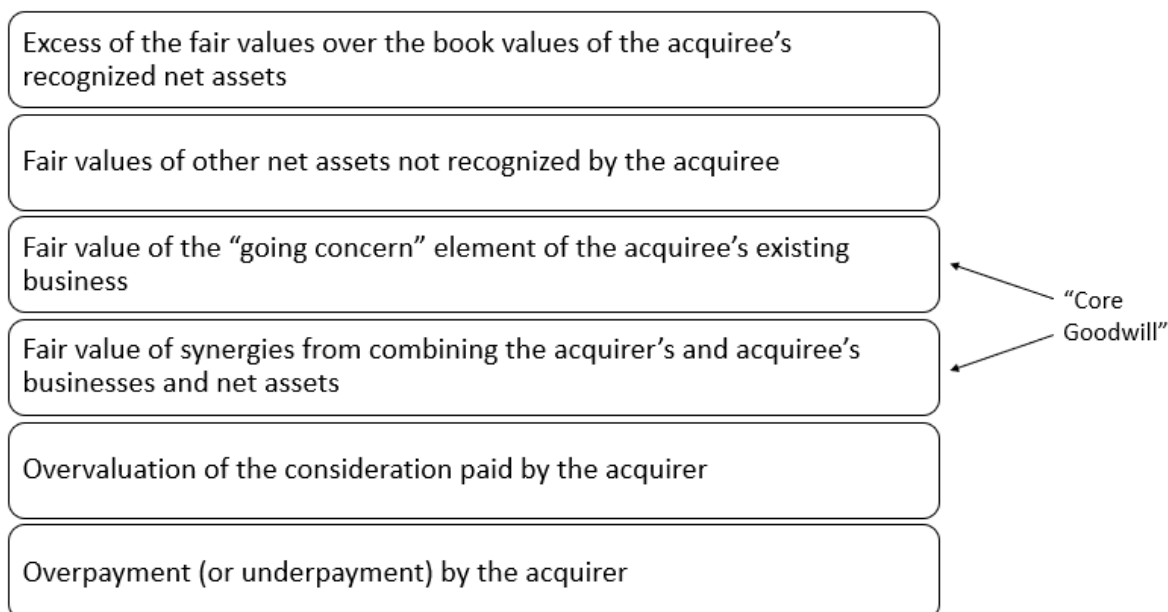 Excess of the fair values over the book values of the acquiree’s
recognized net assets
Fair values of other net assets not recognized by the acquiree
Fair value of the “going concern” element of the acquiree’s existing
business
Fair value of synergies from combining the acquirer’s and acquiree’s
businesses and net assets
“Core
Goodwill”
Overvaluation of the consideration paid by the acquirer
Overpayment (or underpayment) by the acquirer